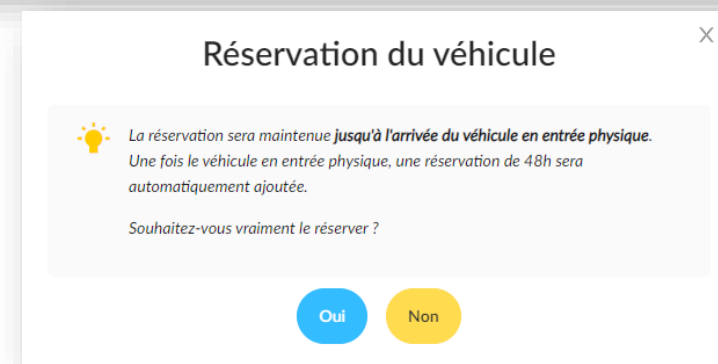 X
Réservation du véhicule
La réservation sera maintenue jusqu'à l'arrivée du véhicule en entrée physique.
Une fois le véhicule en entrée physique, une réservation de 48h sera
automatiquement ajoutée.
Souhaitez-vous vraiment le réserver ?
Oui
Non